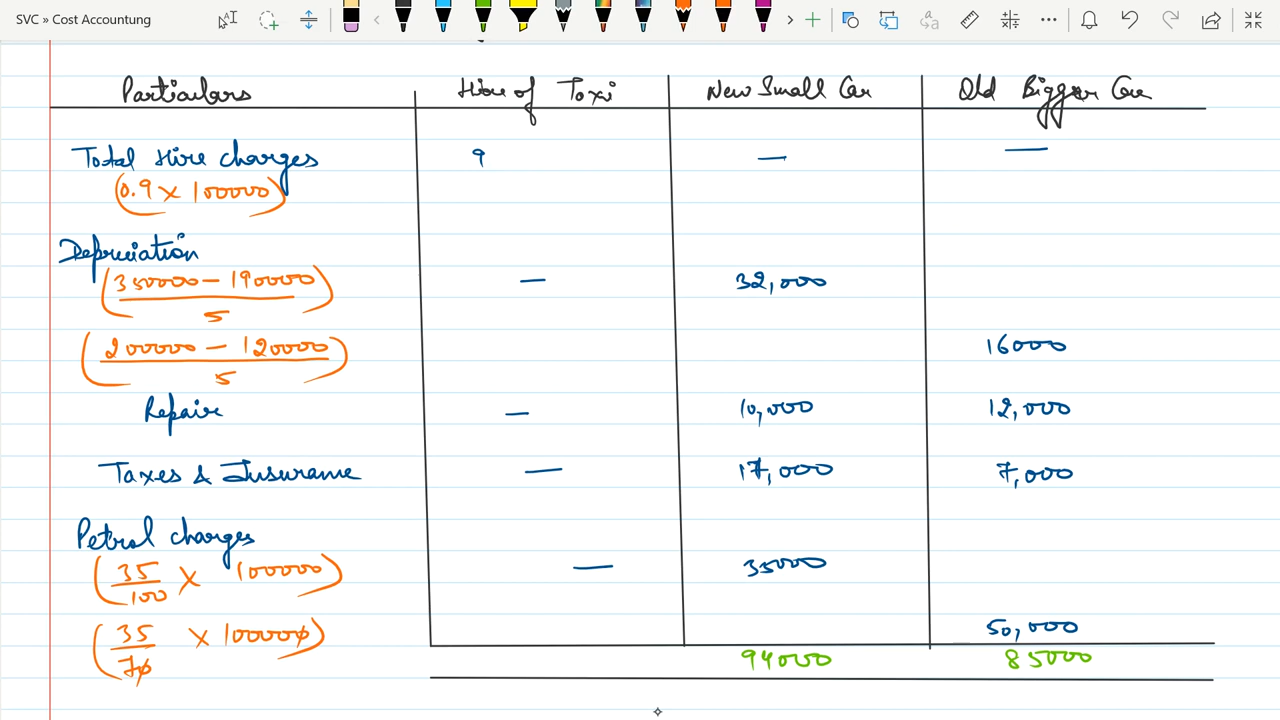 SVC » Cost Accountung
Particulars Hire of Taxi New Small Car Old Bigger Car
Total Hire charges 9 — —
(0.9 × 100000)
Depreciation
(350000 - 190000 / 5) — 32,000
(200000 - 120000 / 5) 16000
Repair — 10,000 12,000
Taxes & Insurance — 17,000 7,000
Petrol charges
(35/100 × 100000) — 35000
(35/70 × 100000) 50,000
94000 85000